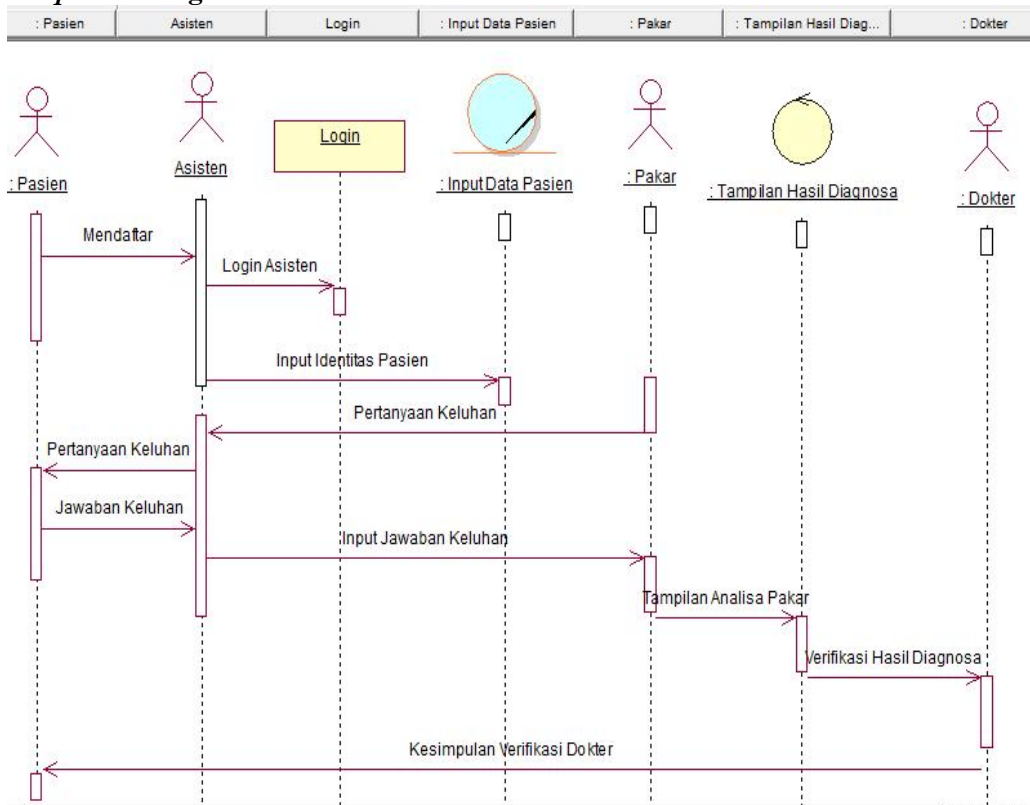 : Pasien
Asisten
Login
: Input Data Pasien
: Pakar
: Tampilan Hasil Diag...
: Dokter
Login
Asisten
: Pasien
: Input Data Pasien
: Pakar
: Tampilan Hasil Diagnosa
: Dokter
Mendaftar
Login Asisten
Input Identitas Pasien
Pertanyaan Keluhan
Pertanyaan Keluhan
Jawaban Keluhan
Input Jawaban Keluhan
Tampilan Analisa Pakar
Verifikasi Hasil Diagnosa
Kesimpulan Verifikasi Dokter